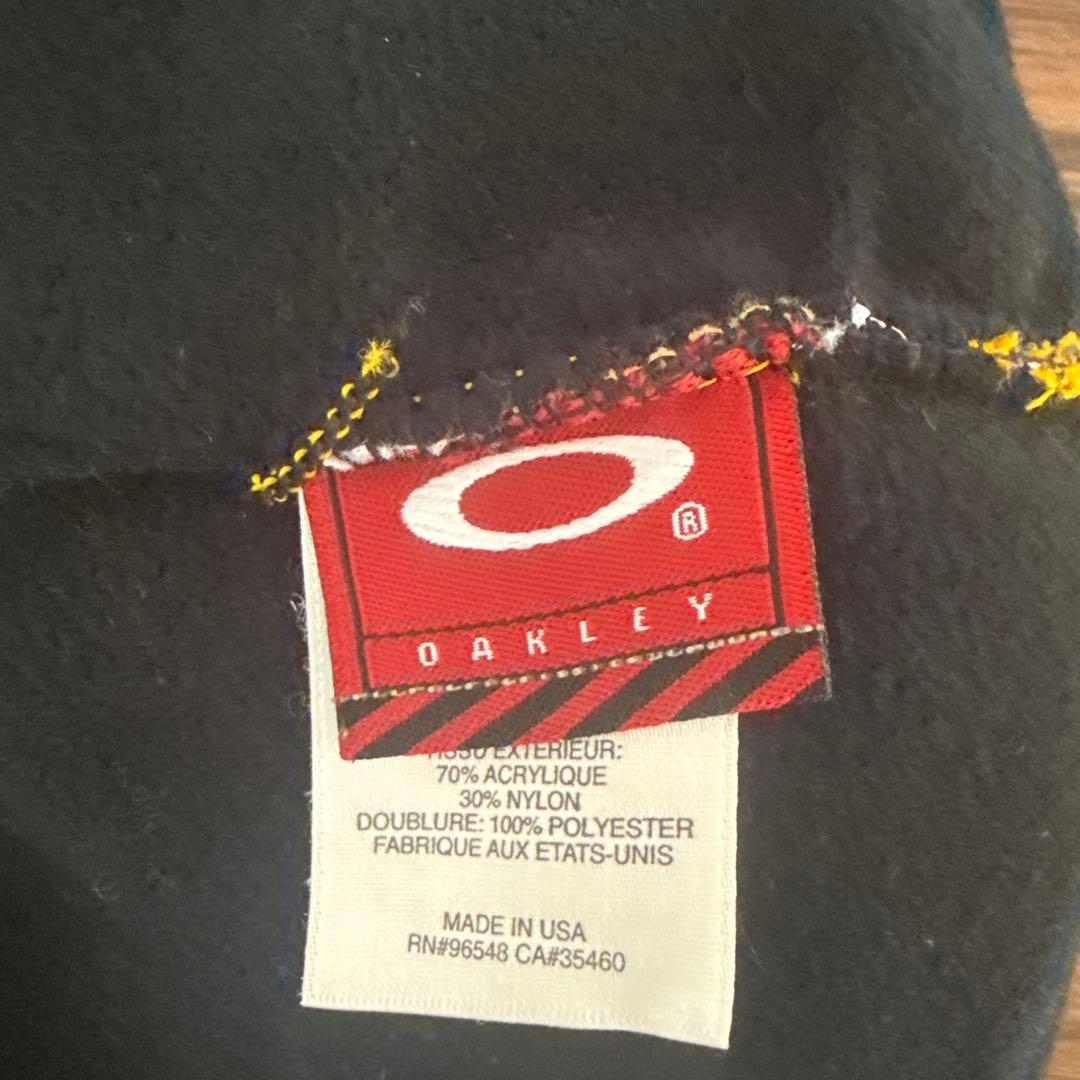 ®
OAKLEY
EXTERIEUR:
70% ACRYLIQUE
30% NYLON
DOUBLURE: 100% POLYESTER
FABRIQUE AUX ETATS-UNIS
MADE IN USA
RN#96548 CA#35460